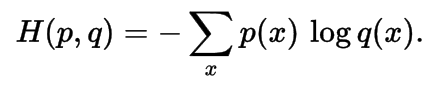 H(p, q) = − ∑ₓ p(x) log q(x).